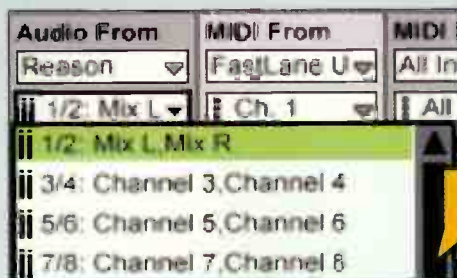 Audio From MIDI From MIDI
Reason FastLane U All In
1/2: Mix L Ch. 1 All
1/2: Mix L,Mix R
3/4: Channel 3,Channel 4
5/6: Channel 5,Channel 6
7/8: Channel 7,Channel 8